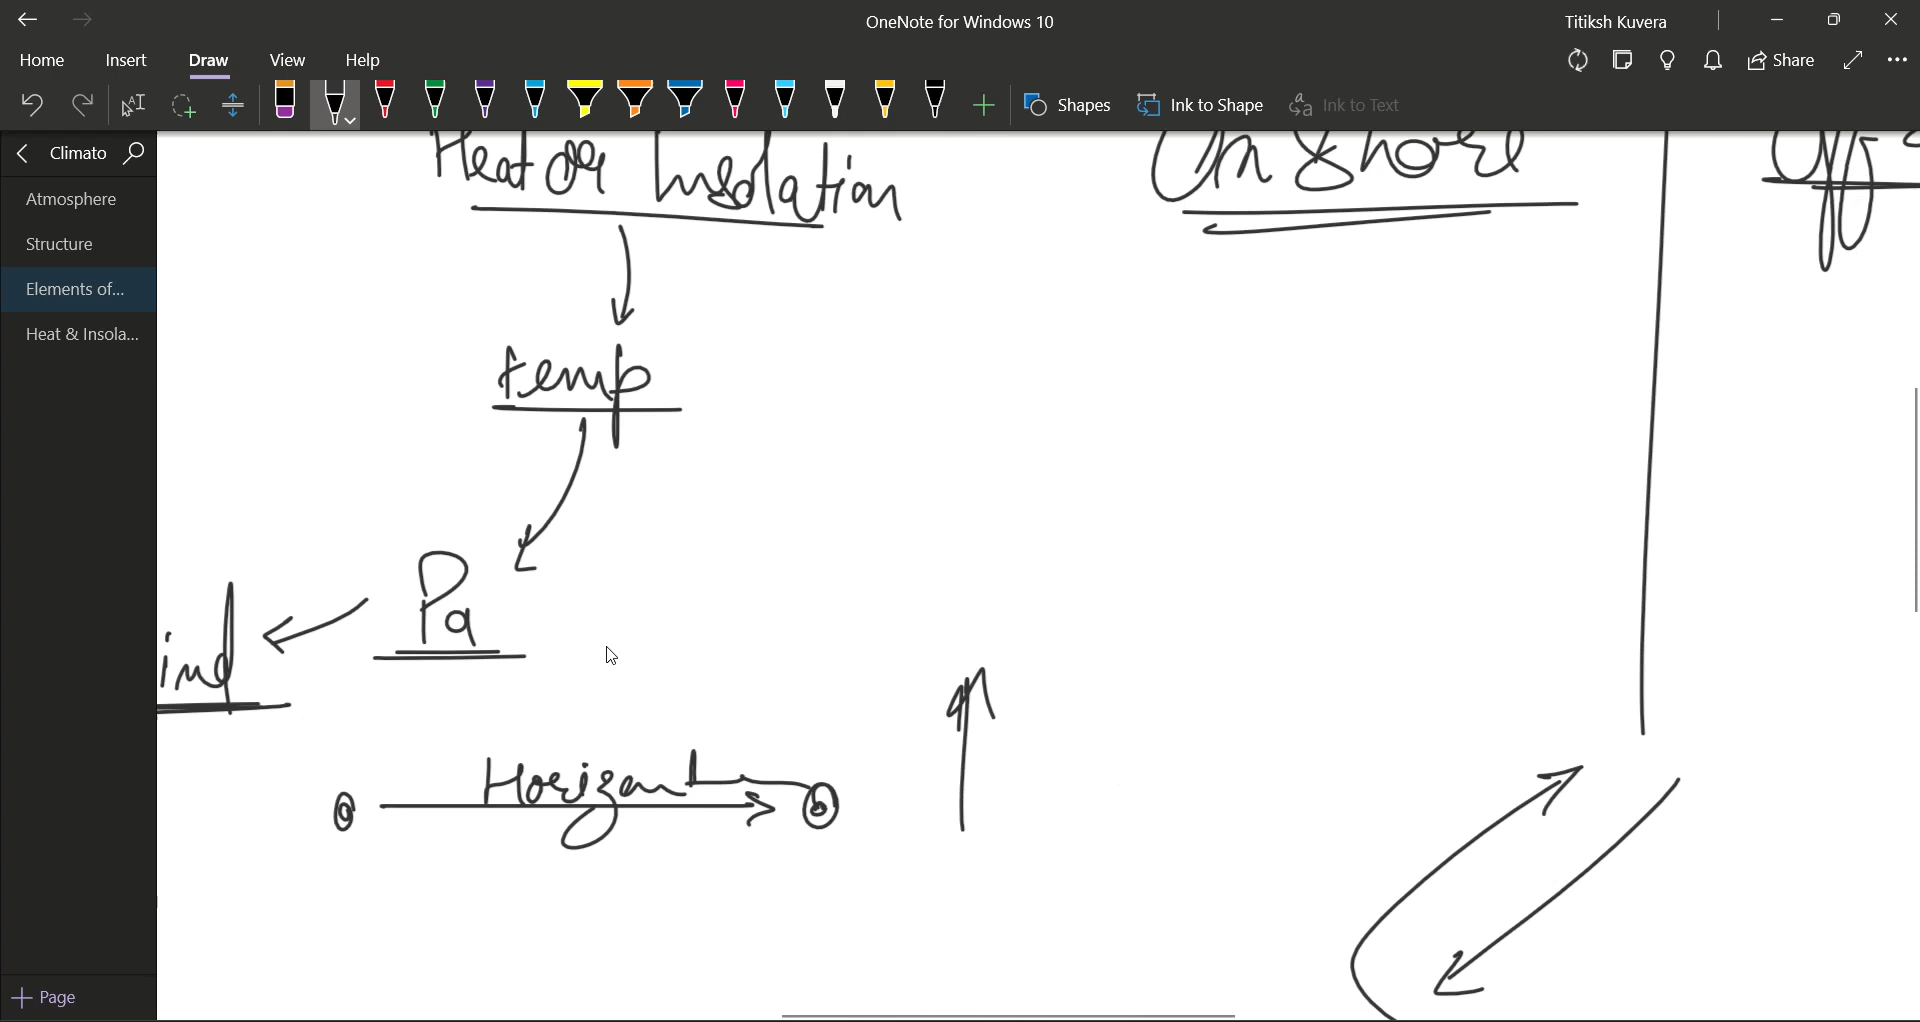 OneNote for Windows 10
Titiksh Kuvera
Home Insert Draw View Help
Share
Shapes
Ink to Shape
Ink to Text
Climato
Atmosphere
Structure
Elements of...
Heat & Insola...
Page
Heat or Insolation
On Shore
temp
Pa
ind
Horizont